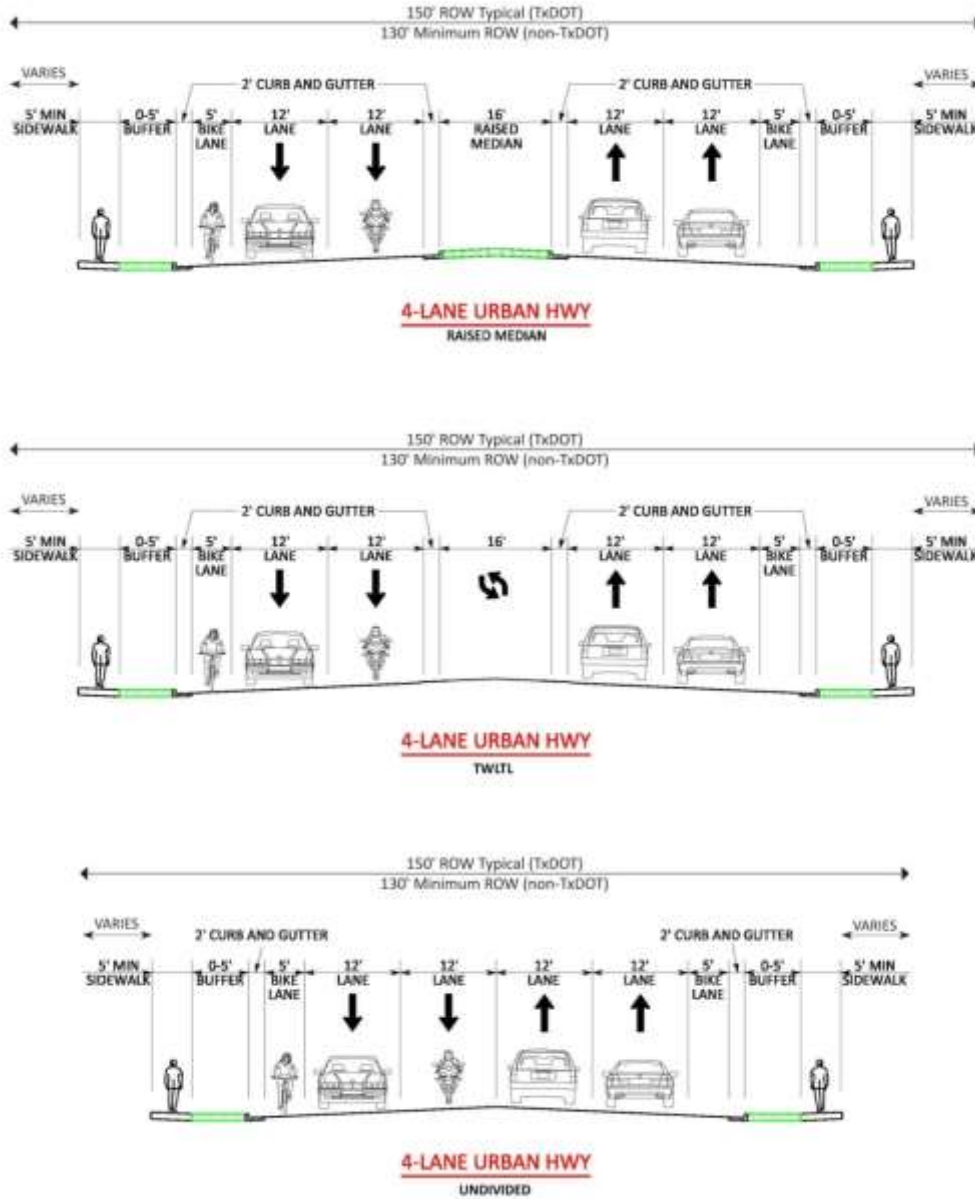 150' ROW Typical (TxDOT)
130' Minimum ROW (non-TxDOT)
VARIES
2' CURB AND GUTTER
2' CURB AND GUTTER
VARIES
5' MIN SIDEWALK
0-5' BUFFER
5' BIKE LANE
12' LANE
12' LANE
16' RAISED MEDIAN
12' LANE
12' LANE
5' BIKE LANE
0-5' BUFFER
5' MIN SIDEWALK
4-LANE URBAN HWY
RAISED MEDIAN
150' ROW Typical (TxDOT)
130' Minimum ROW (non-TxDOT)
VARIES
2' CURB AND GUTTER
2' CURB AND GUTTER
VARIES
5' MIN SIDEWALK
0-5' BUFFER
5' BIKE LANE
12' LANE
12' LANE
16'
12' LANE
12' LANE
5' BIKE LANE
0-5' BUFFER
5' MIN SIDEWALK
4-LANE URBAN HWY
TWLTL
150' ROW Typical (TxDOT)
130' Minimum ROW (non-TxDOT)
VARIES
2' CURB AND GUTTER
2' CURB AND GUTTER
VARIES
5' MIN SIDEWALK
0-5' BUFFER
5' BIKE LANE
12' LANE
12' LANE
12' LANE
12' LANE
5' BIKE LANE
0-5' BUFFER
5' MIN SIDEWALK
4-LANE URBAN HWY
UNDIVIDED